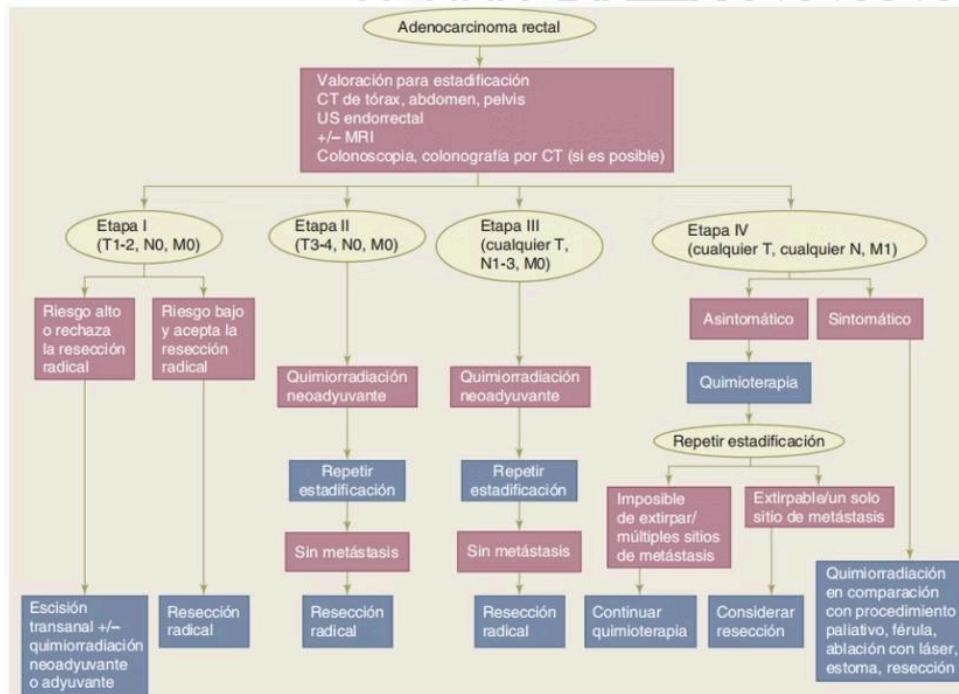 Adenocarcinoma rectal
Valoración para estadificación
CT de tórax, abdomen, pelvis
US endorrectal
+/– MRI
Colonoscopia, colonografía por CT (si es posible)
Etapa I
(T1-2, N0, M0)
Etapa II
(T3-4, N0, M0)
Etapa III
(cualquier T,
N1-3, M0)
Etapa IV
(cualquier T, cualquier N, M1)
Riesgo alto
o rechaza
la resección
radical
Riesgo bajo
y acepta la
resección
radical
Asintomático
Sintomático
Quimiorradiación
neoadyuvante
Quimiorradiación
neoadyuvante
Quimioterapia
Repetir estadificación
Repetir
estadificación
Repetir
estadificación
Imposible
de extirpar/
múltiples sitios
de metástasis
Extirpable/un solo
sitio de metástasis
Sin metástasis
Sin metástasis
Escisión
transanal +/–
quimiorradiación
neoadyuvante
o adyuvante
Resección
radical
Resección
radical
Resección
radical
Continuar
quimioterapia
Considerar
resección
Quimiorradiación
en comparación
con procedimiento
paliativo, férula,
ablación con láser,
estoma, resección